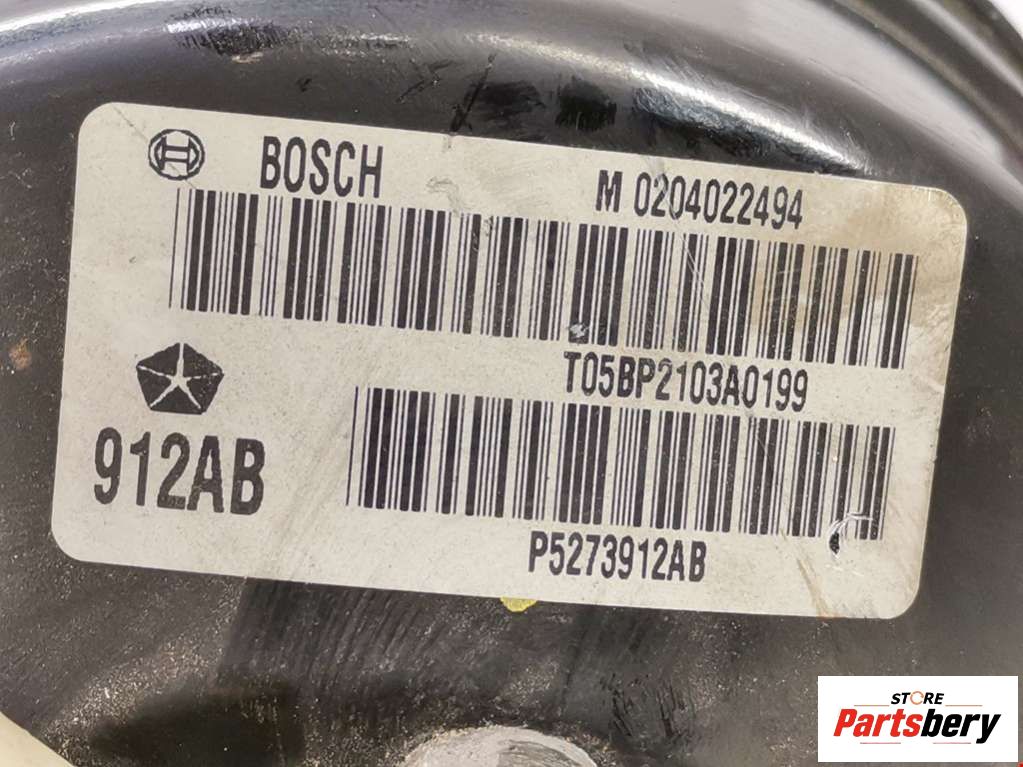 BOSCH M 0204022494
T05BP2103A0199
912AB
P5273912AB
STORE
Partsbery